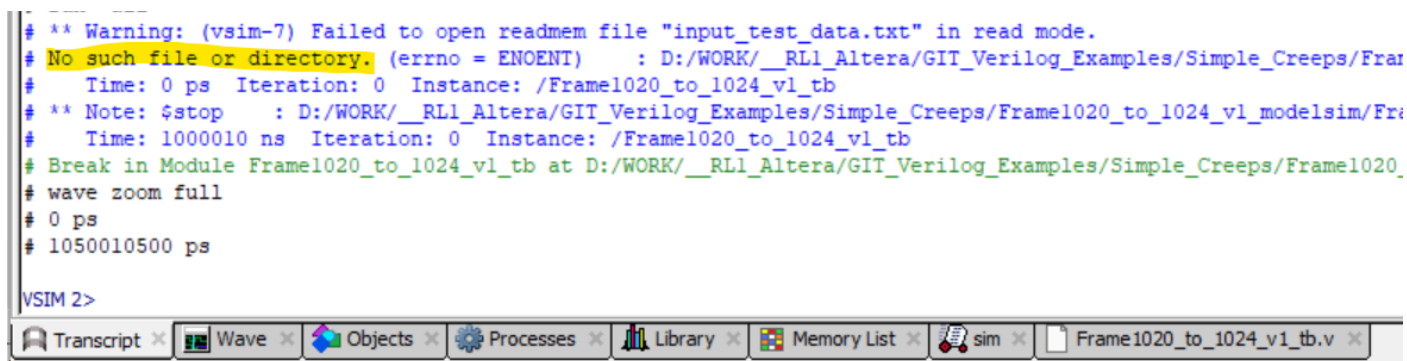 # ** Warning: (vsim-7) Failed to open readmem file "input_test_data.txt" in read mode.
# No such file or directory. (errno = ENOENT)    : D:/WORK/__RL1_Altera/GIT_Verilog_Examples/Simple_Creeps/Fram
#    Time: 0 ps  Iteration: 0  Instance: /Frame1020_to_1024_v1_tb
# ** Note: $stop    : D:/WORK/__RL1_Altera/GIT_Verilog_Examples/Simple_Creeps/Frame1020_to_1024_v1_modelsim/Fra
#    Time: 1000010 ns  Iteration: 0  Instance: /Frame1020_to_1024_v1_tb
# Break in Module Frame1020_to_1024_v1_tb at D:/WORK/__RL1_Altera/GIT_Verilog_Examples/Simple_Creeps/Frame1020_
# wave zoom full
# 0 ps
# 1050010500 ps
VSIM 2>
Transcript Wave Objects Processes Library Memory List sim Frame1020_to_1024_v1_tb.v